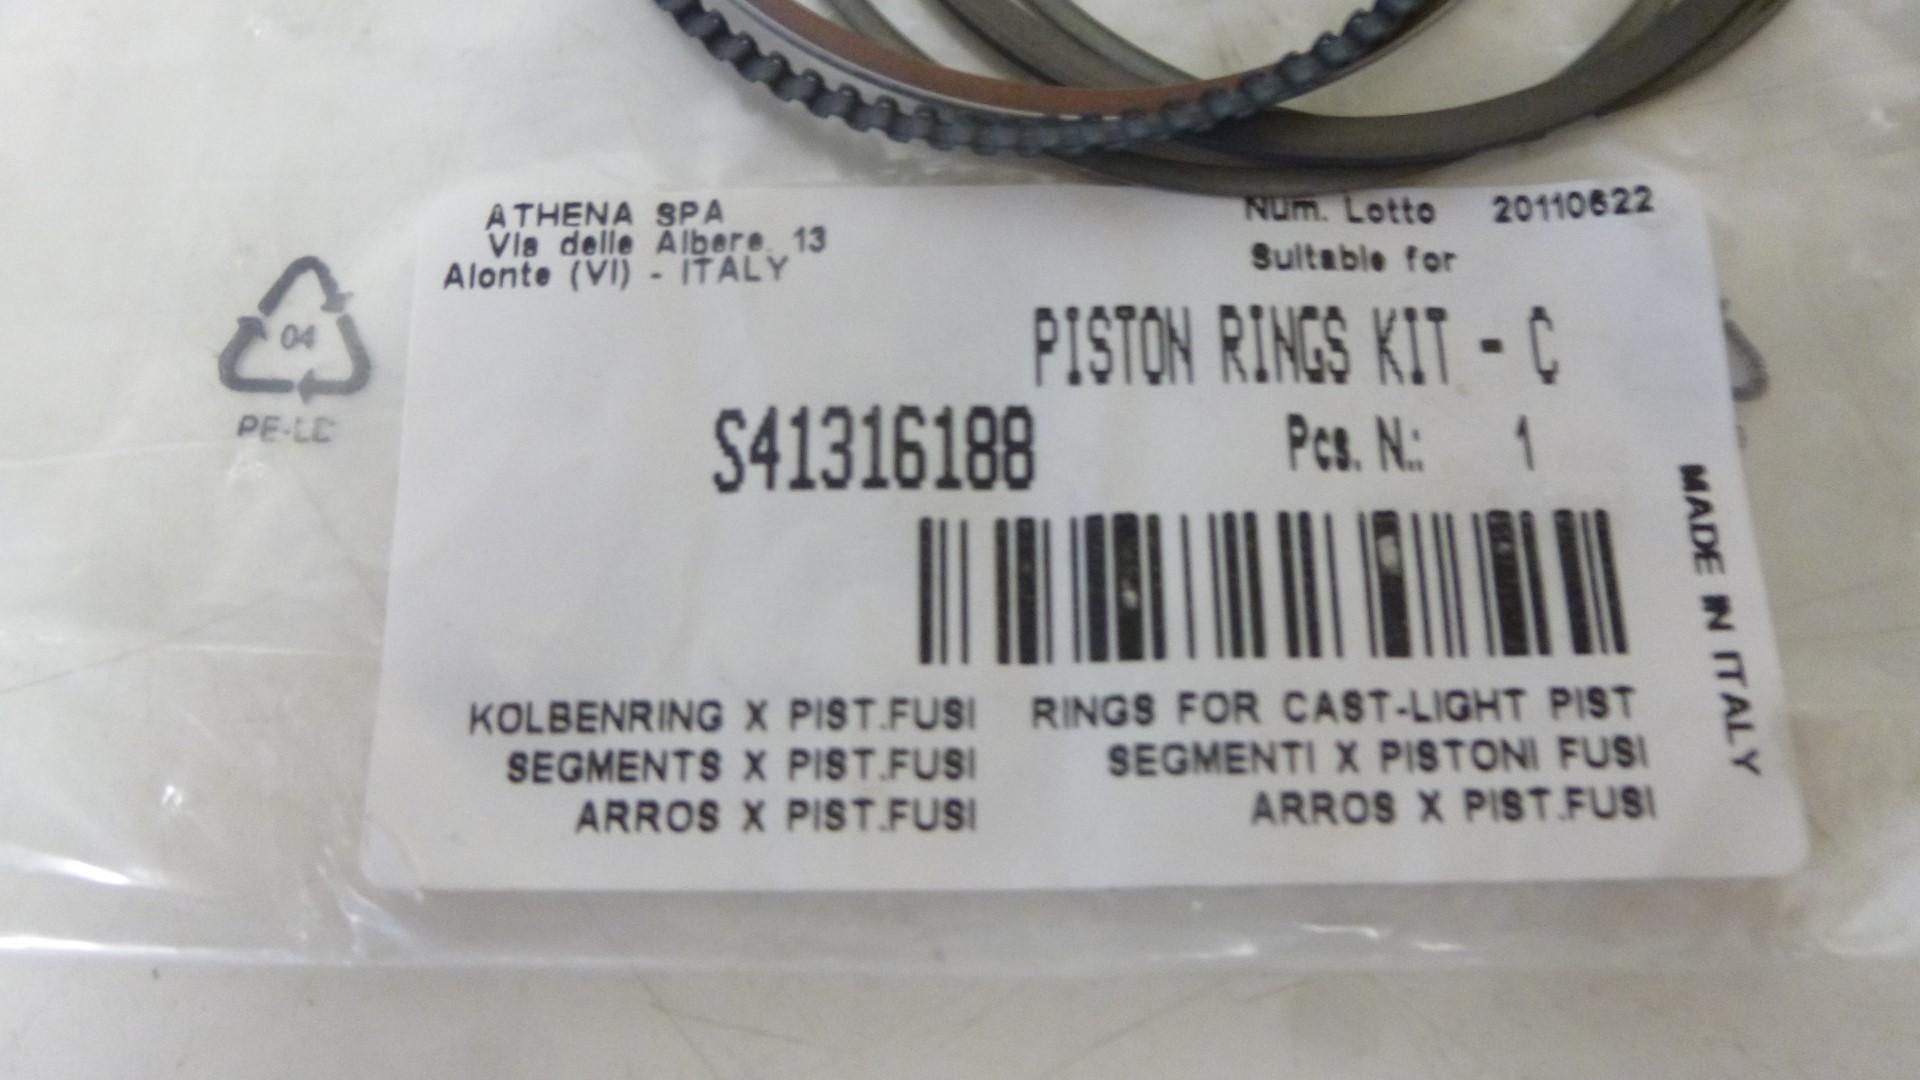 ATHENA SPA
Via delle Albere, 13
Alonte (VI) - ITALY
Num. Lotto 20110622
Suitable for
PISTON RINGS KIT - C
S41316188
Pcs. N.: 1
MADE IN ITALY
KOLBENRING X PIST.FUSI
SEGMENTS X PIST.FUSI
ARROS X PIST.FUSI
RINGS FOR CAST-LIGHT PIST
SEGMENTI X PISTONI FUSI
ARROS X PIST.FUSI
04
PE-LD